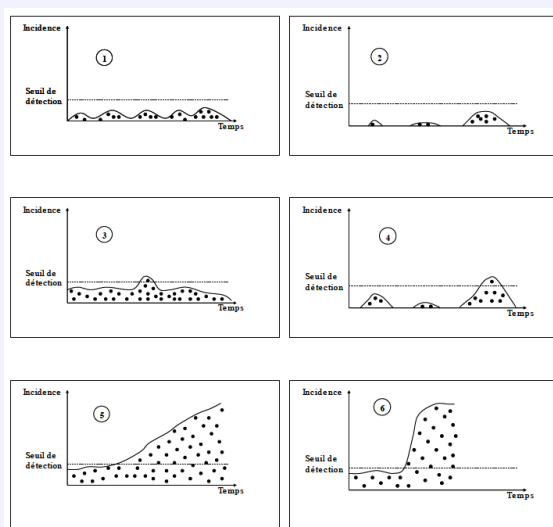 Incidence
1
Seuil de
détection
Temps
Incidence
2
Seuil de
détection
Temps
Incidence
3
Seuil de
détection
Temps
Incidence
4
Seuil de
détection
Temps
Incidence
5
Seuil de
détection
Temps
Incidence
6
Seuil de
détection
Temps